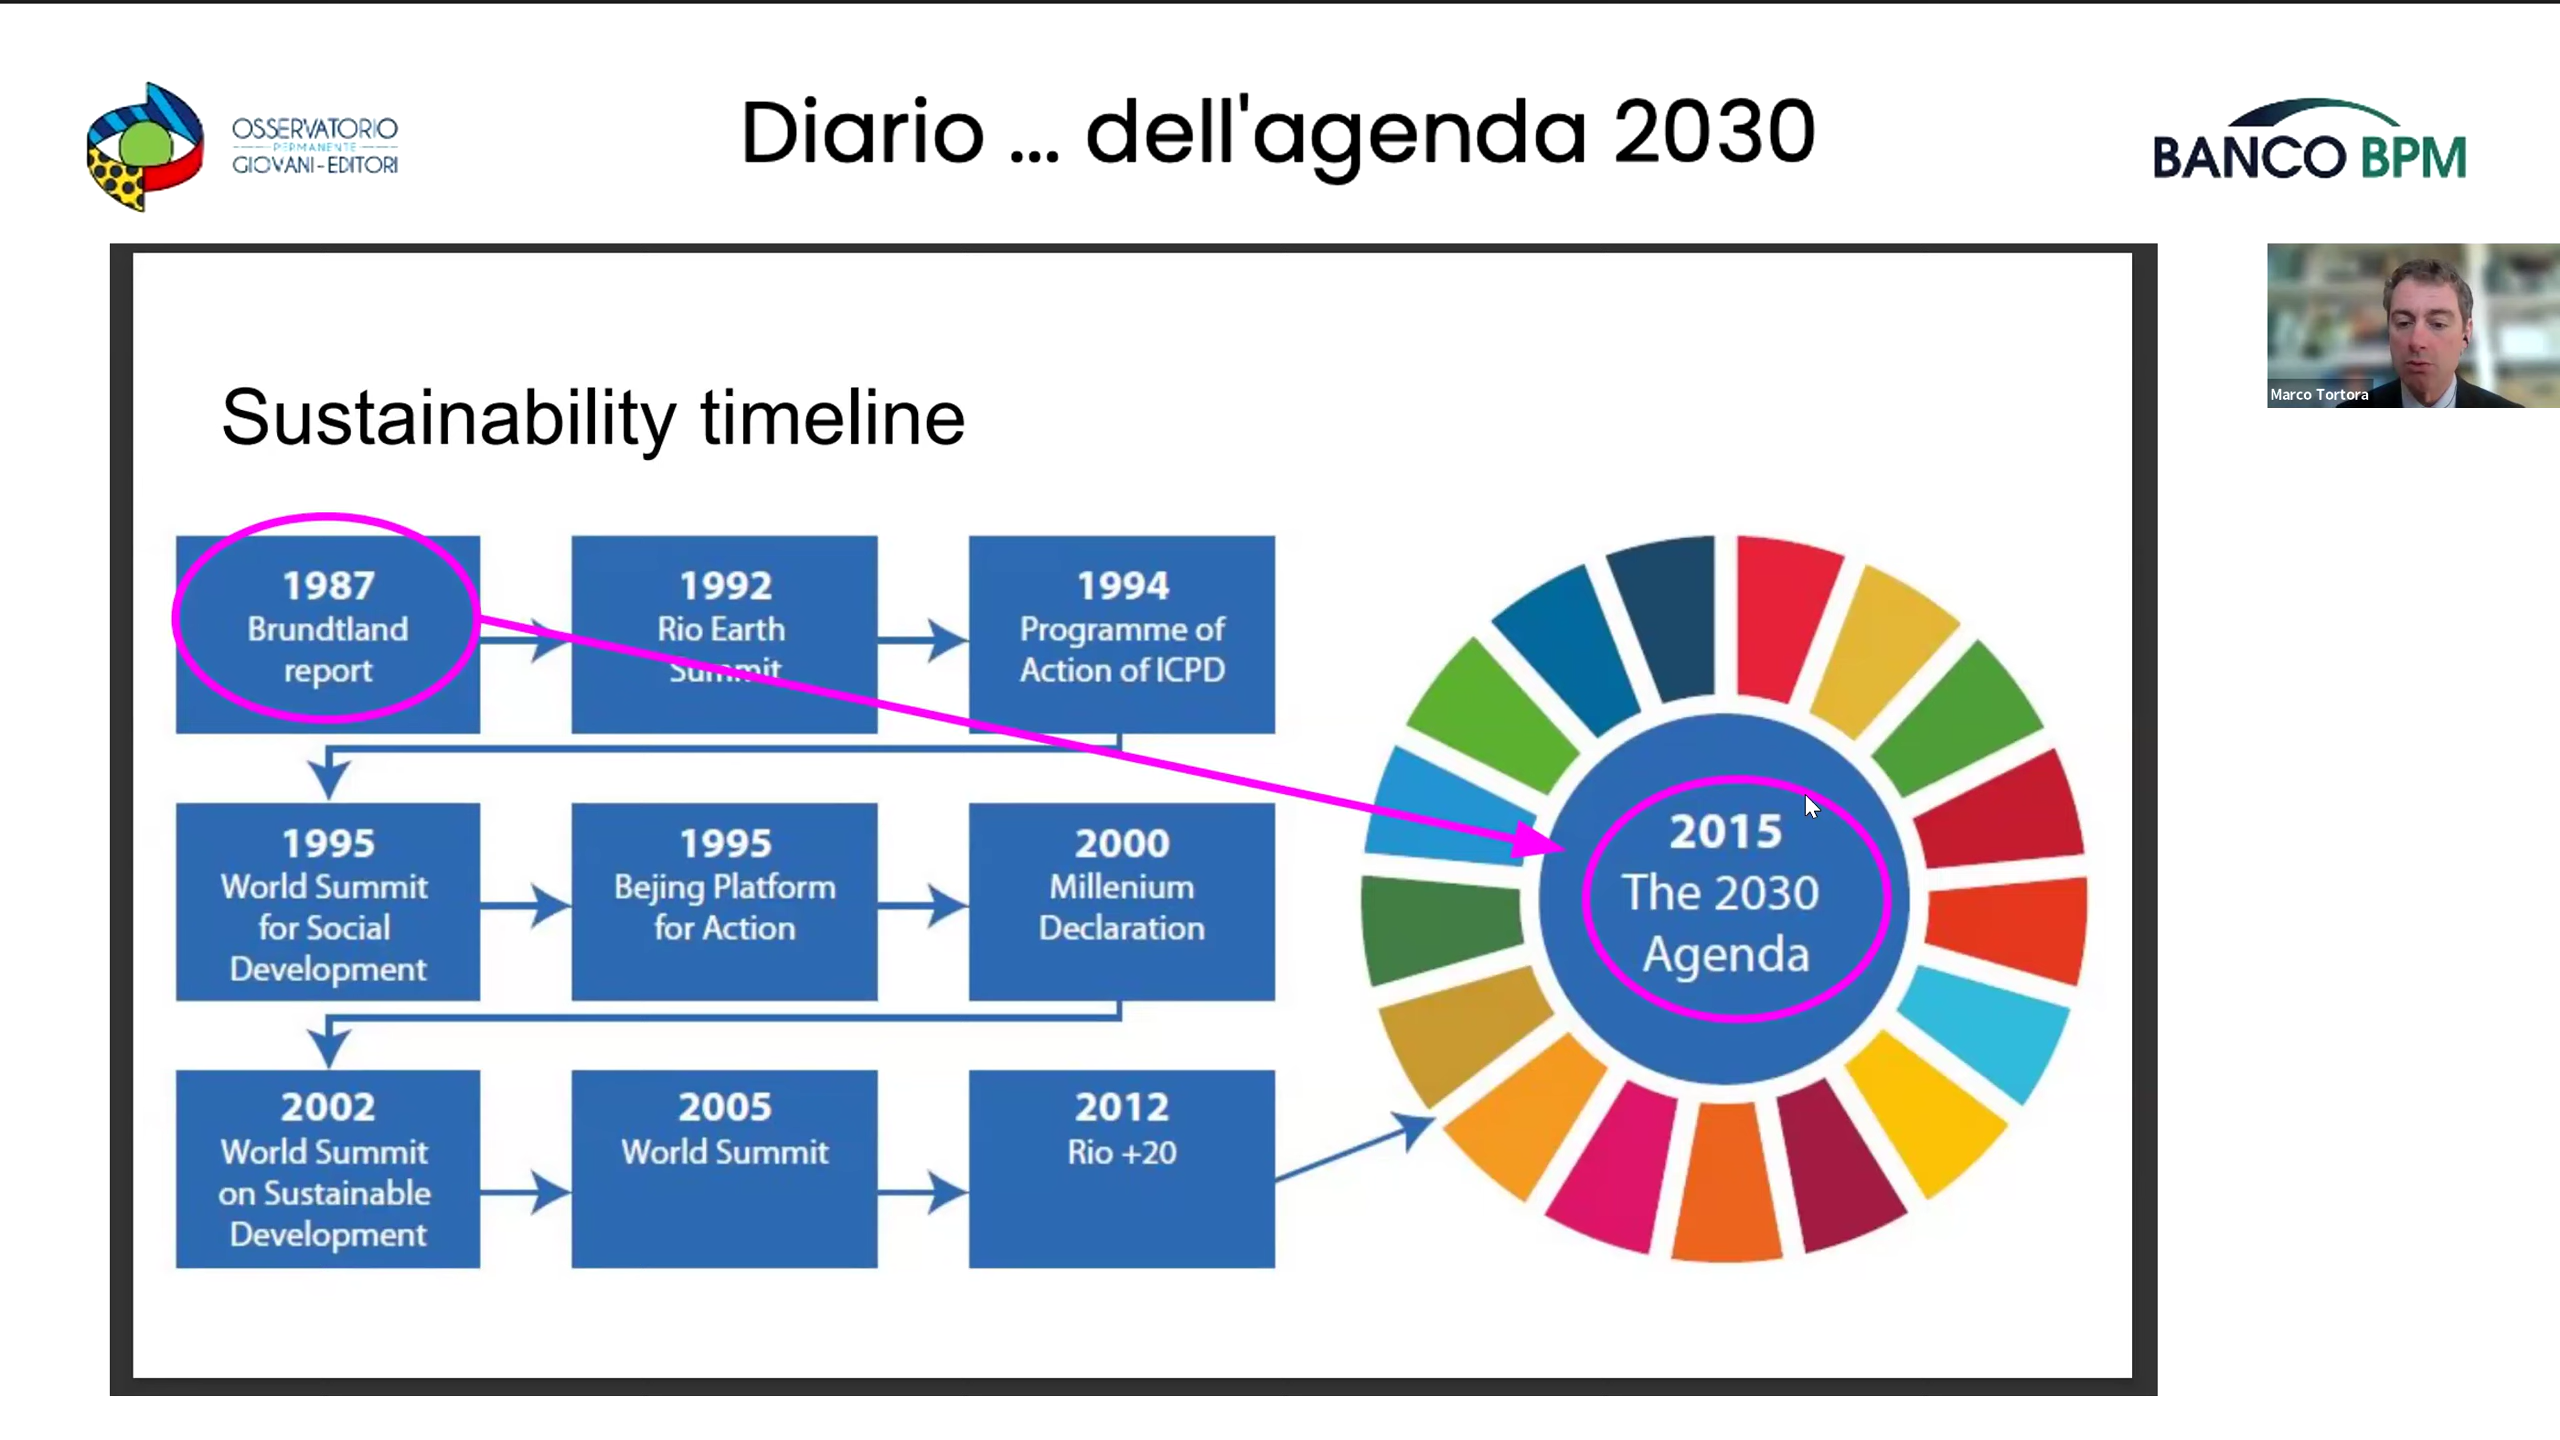 OSSERVATORIO
PERMANENTE
GIOVANI-EDITORI
Diario ... dell'agenda 2030
BANCO BPM
Marco Tortora
Sustainability timeline
1987
Brundtland
report
1992
Rio Earth
Summit
1994
Programme of
Action of ICPD
1995
World Summit
for Social
Development
1995
Bejing Platform
for Action
2000
Millenium
Declaration
2002
World Summit
on Sustainable
Development
2005
World Summit
2012
Rio +20
2015
The 2030
Agenda